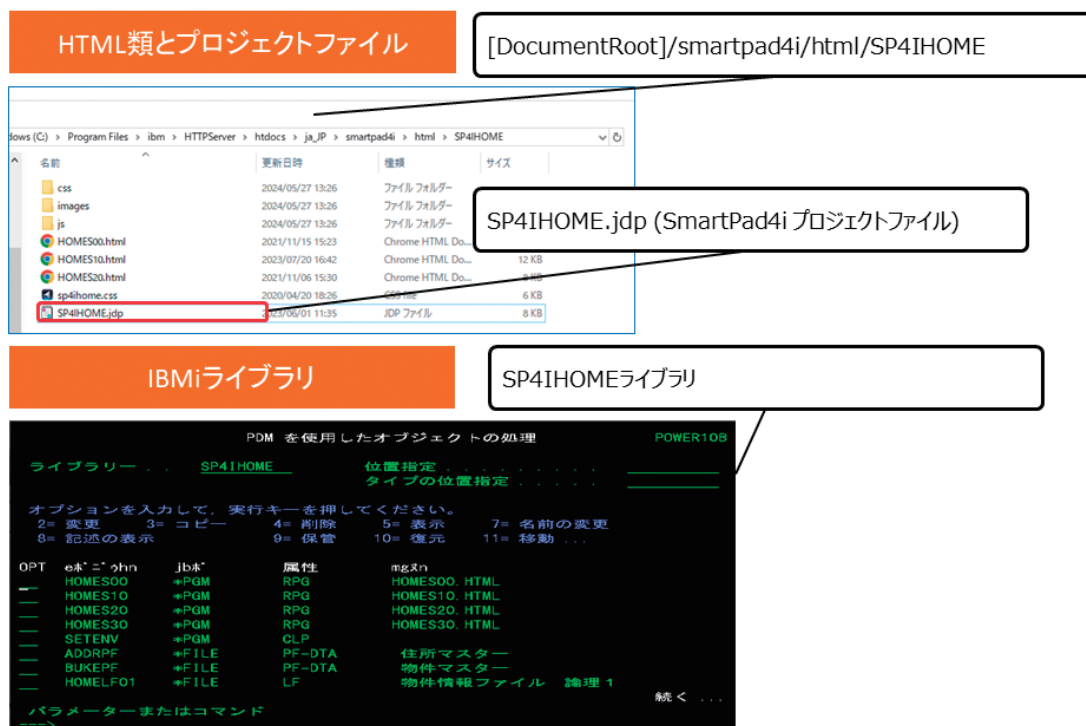 HTML類とプロジェクトファイル
[DocumentRoot]/smartpad4i/html/SP4IHOME
dows (C:) > Program Files > ibm > HTTPServer > htdocs > ja_JP > smartpad4i > html > SP4IHOME
名前 更新日時 種類 サイズ
css 2024/05/27 13:26 ファイル フォルダー
images 2024/05/27 13:26 ファイル フォルダー
js 2024/05/27 13:26 ファイル フォルダー
SP4IHOME.jdp (SmartPad4i プロジェクトファイル)
HOMES00.html 2021/11/15 15:23 Chrome HTML Do...
HOMES10.html 2023/07/20 16:42 Chrome HTML Do... 12 KB
HOMES20.html 2021/11/06 15:30 Chrome HTML Do... 8 KB
sp4ihome.css 2020/04/20 18:26 CSS file 6 KB
SP4IHOME.jdp 2023/06/01 11:35 JDP ファイル 8 KB
IBMiライブラリ
SP4IHOMEライブラリ
PDM を使用したオブジェクトの処理 POWER10B
ライブラリー . . SP4IHOME 位置指定 . . . . . . . . .
タイプの位置指定 . . . . .
オプションを入力して, 実行キーを押してください。
2= 変更 3= コピー 4= 削除 5= 表示 7= 名前の変更
8= 記述の表示 9= 保管 10= 復元 11= 移動 ...
OPT eﾎﾞﾆﾞｩhn jbﾎﾞ 属性 mgﾇn
HOMES00 *PGM RPG HOMES00.HTML
HOMES10 *PGM RPG HOMES10.HTML
HOMES20 *PGM RPG HOMES20.HTML
HOMES30 *PGM RPG HOMES30.HTML
SETENV *PGM CLP
ADDRPF *FILE PF-DTA 住所マスター
BUKEPF *FILE PF-DTA 物件マスター
HOMELF01 *FILE LF 物件情報ファイル 論理1
続く ...
パラメーターまたはコマンド
===>